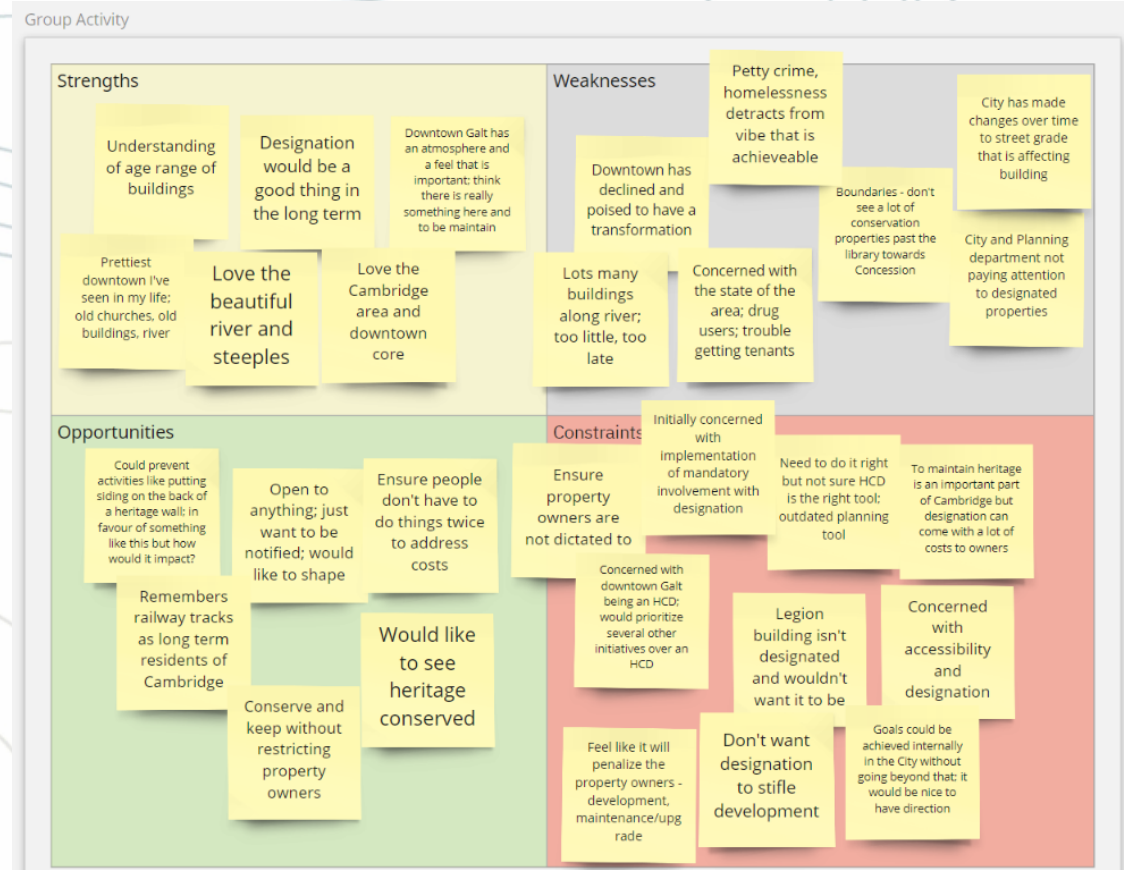 Group Activity
Strengths
Understanding
of age range of
buildings
Designation
would be a
good thing in
the long term
Downtown Galt has
an atmosphere and
a feel that is
important; think
there is really
something here and
to be maintain
Prettiest
downtown I've
seen in my life;
old churches, old
buildings, river
Love the
beautiful
river and
steeples
Love the
Cambridge
area and
downtown
core
Weaknesses
Petty crime,
homelessness
detracts from
vibe that is
achieveable
City has made
changes over time
to street grade
that is affecting
building
Downtown has
declined and
poised to have a
transformation
Boundaries - don't
see a lot of
conservation
properties past the
library towards
Concession
City and Planning
department not
paying attention
to designated
properties
Lots many
buildings
along river;
too little, too
late
Concerned with
the state of the
area; drug
users; trouble
getting tenants
Opportunities
Could prevent
activities like putting
siding on the back of
a heritage wall; in
favour of something
like this but how
would it impact?
Open to
anything; just
want to be
notified; would
like to shape
Ensure people
don't have to
do things twice
to address
costs
Remembers
railway tracks
as long term
residents of
Cambridge
Would like
to see
heritage
conserved
Conserve and
keep without
restricting
property
owners
Constraints
Ensure
property
owners are
not dictated to
Initially concerned
with
implementation
of mandatory
involvement with
designation
Need to do it right
but not sure HCD
is the right tool;
outdated planning
tool
To maintain heritage
is an important part
of Cambridge but
designation can
come with a lot of
costs to owners
Concerned with
downtown Galt
being an HCD;
would prioritize
several other
initiatives over an
HCD
Legion
building isn't
designated
and wouldn't
want it to be
Concerned
with
accessibility
and
designation
Feel like it will
penalize the
property owners -
development,
maintenance/upg
rade
Don't want
designation
to stifle
development
Goals could be
achieved internally
in the City without
going beyond that; it
would be nice to
have direction